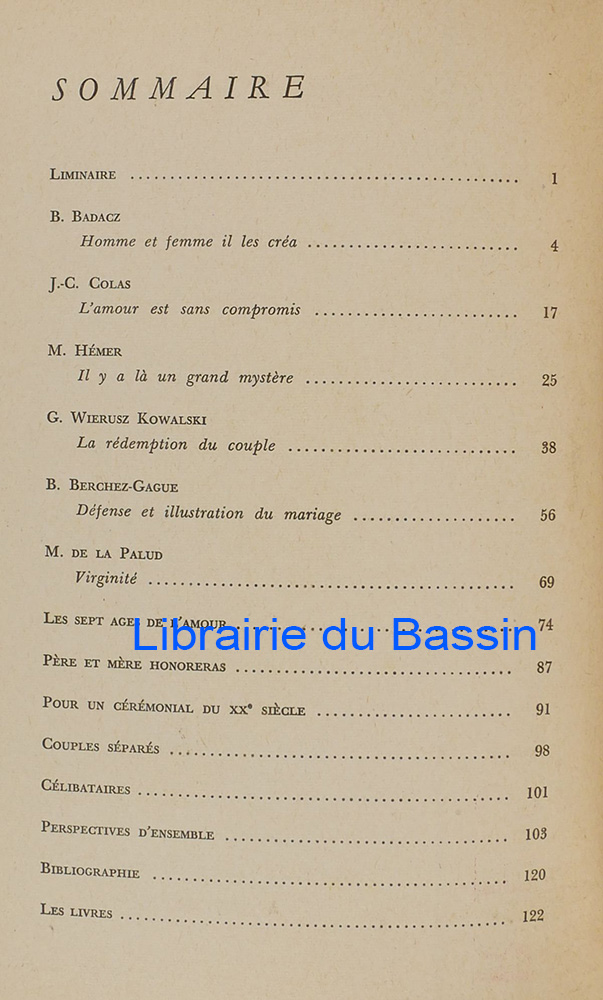 SOMMAIRE
LIMINAIRE .................................................. 1
B. BADACZ
Homme et femme il les créa .......................... 4
J.-C. COLAS
L'amour est sans compromis ......................... 17
M. HÉMER
Il y a là un grand mystère .......................... 25
G. WIERUSZ KOWALSKI
La rédemption du couple ............................ 38
B. BERCHEZ-GAGUE
Défense et illustration du mariage .................... 56
M. DE LA PALUD
Virginité .............................................. 69
LES SEPT AGES DE L'AMOUR .................................. 74
Librairie du Bassin
PÈRE ET MÈRE HONORERAS .................................. 87
POUR UN CÉRÉMONIAL DU XXe SIÈCLE ........................ 91
COUPLES SÉPARÉS .......................................... 98
CÉLIBATAIRES .............................................. 101
PERSPECTIVES D'ENSEMBLE .................................. 103
BIBLIOGRAPHIE ............................................ 120
LES LIVRES ................................................ 122